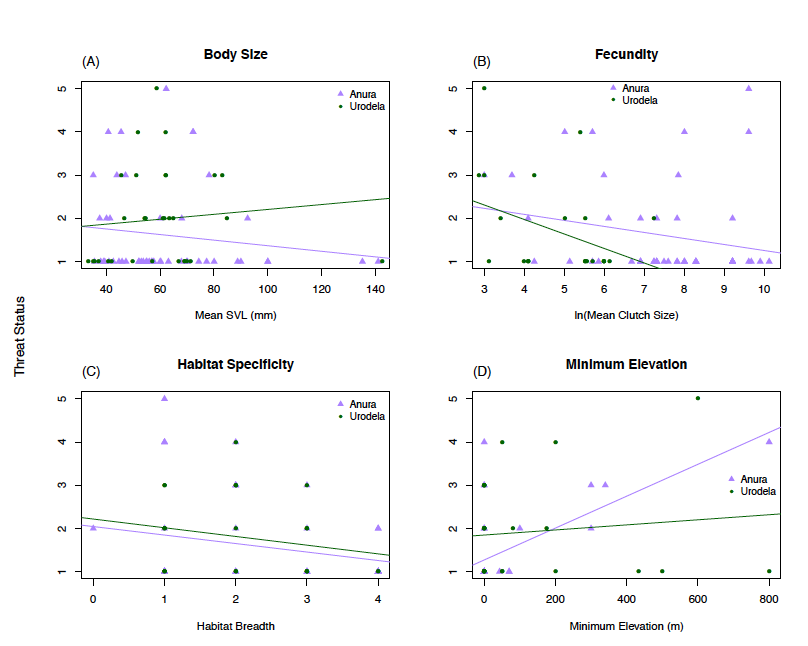 Threat Status
(A)
Body Size
5
4
3
2
1
Anura
Urodela
40 60 80 100 120 140
Mean SVL (mm)
(B)
Fecundity
5
4
3
2
1
Anura
Urodela
3 4 5 6 7 8 9 10
ln(Mean Clutch Size)
(C)
Habitat Specificity
5
4
3
2
1
Anura
Urodela
0 1 2 3 4
Habitat Breadth
(D)
Minimum Elevation
5
4
3
2
1
Anura
Urodela
0 200 400 600 800
Minimum Elevation (m)